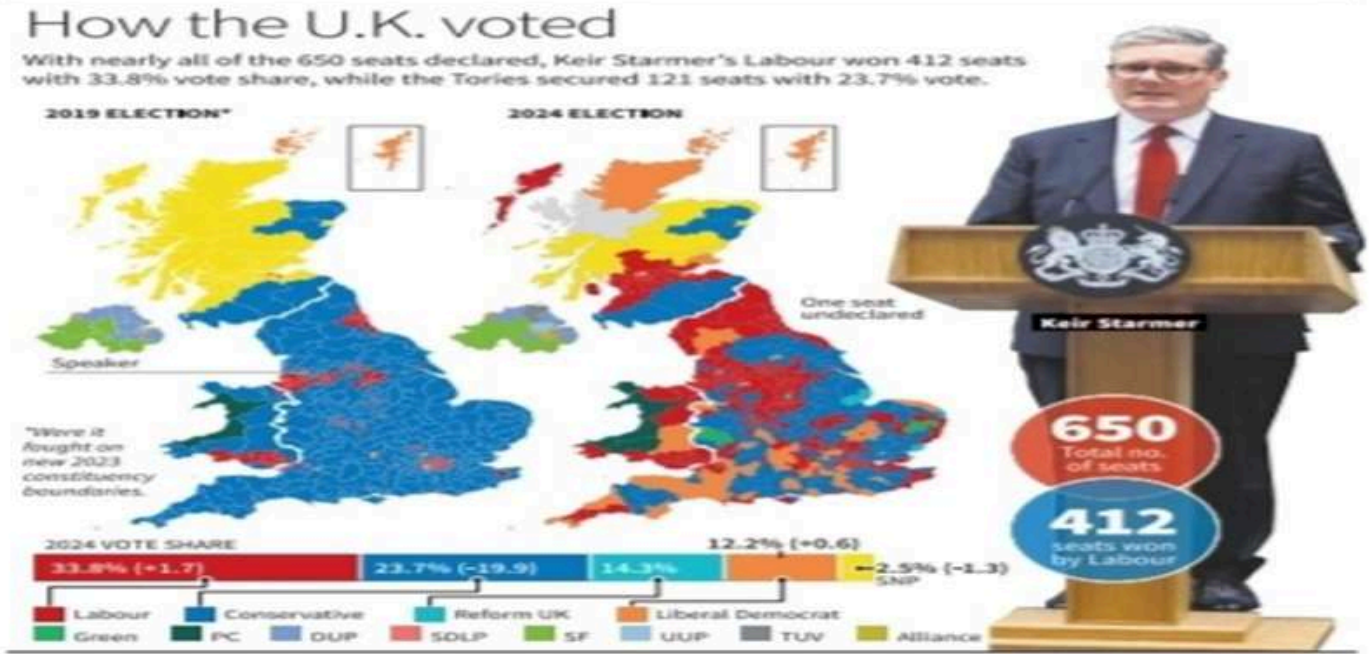 How the U.K. voted
With nearly all of the 650 seats declared, Keir Starmer's Labour won 412 seats
with 33.8% vote share, while the Tories secured 121 seats with 23.7% vote.
2019 ELECTION*
2024 ELECTION
One seat
undeclared
Keir Starmer
Speaker
*Were it
fought on
new 2023
constituency
boundaries.
650
Total no.
of seats
412
seats won
by Labour
2024 VOTE SHARE
12.2% (+0.6)
33.8% (+1.7)
23.7% (-19.9)
14.3%
2.5% (-1.3)
SNP
Labour
Conservative
Reform UK
Liberal Democrat
Green
PC
DUP
SDLP
SF
UUP
TUV
Alliance